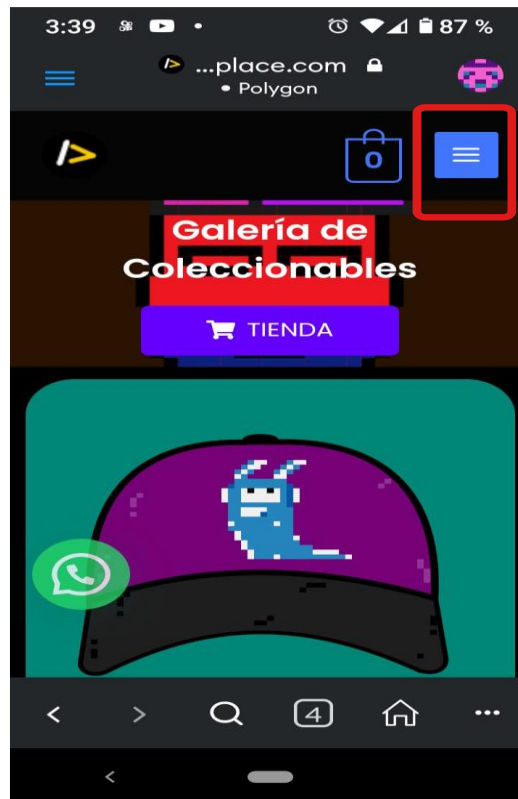 3:39 87 %
...place.com
• Polygon
0
Galería de
Coleccionables
TIENDA
4